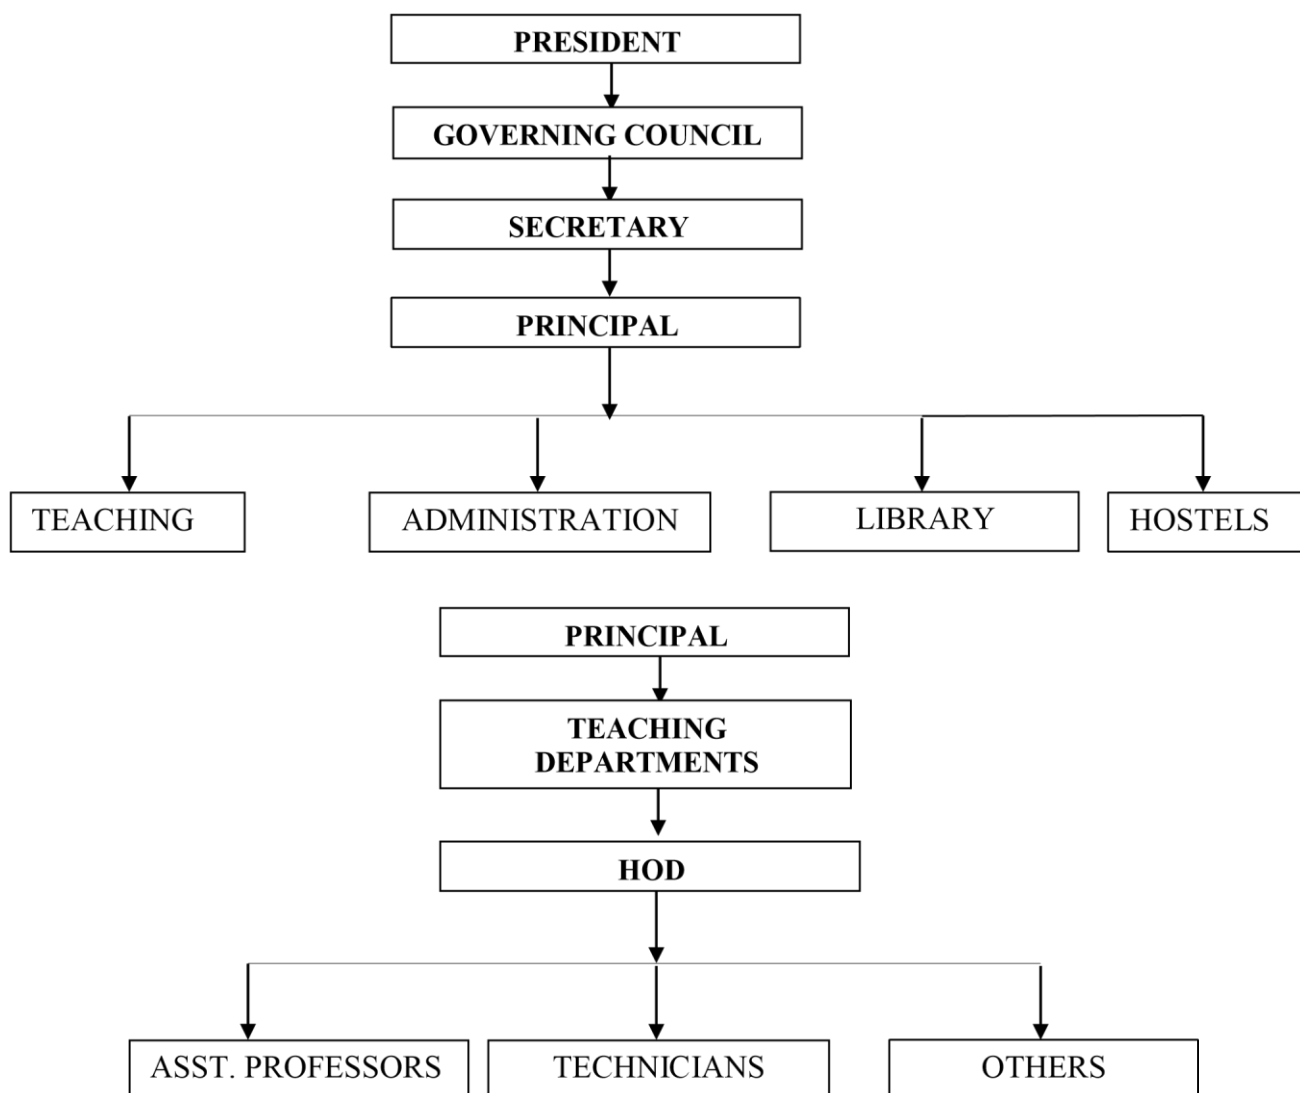 PRESIDENT
GOVERNING COUNCIL
SECRETARY
PRINCIPAL
TEACHING
ADMINISTRATION
LIBRARY
HOSTELS
PRINCIPAL
TEACHING
DEPARTMENTS
HOD
ASST. PROFESSORS
TECHNICIANS
OTHERS